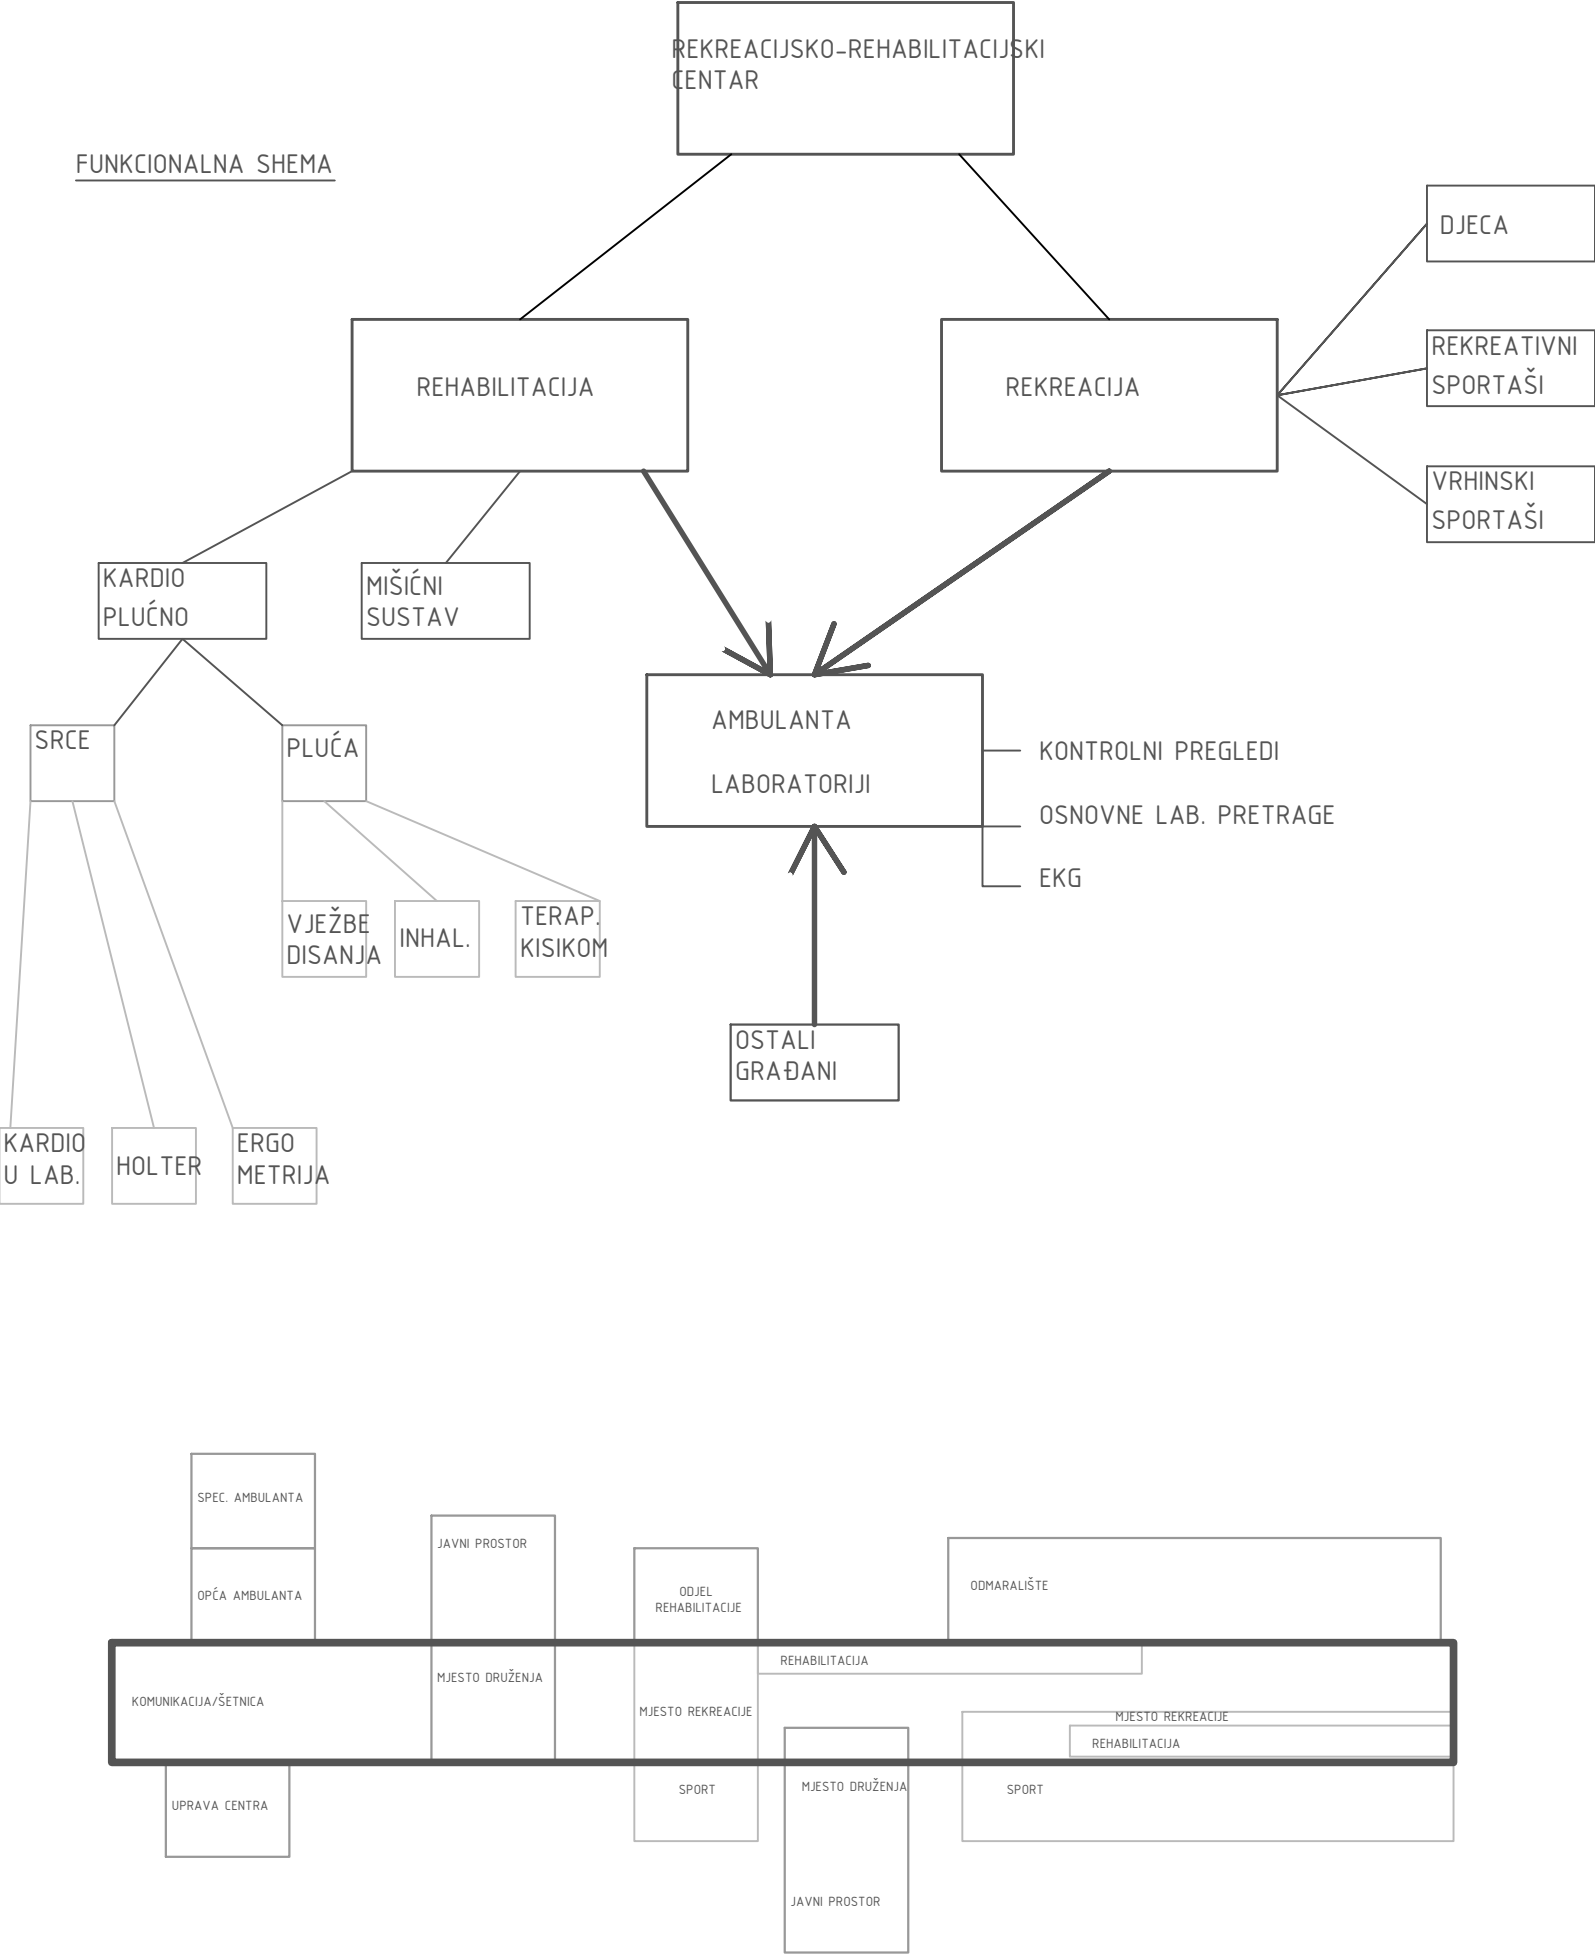 REKREACIJSKO-REHABILITACIJSKI
CENTAR
FUNKCIONALNA SHEMA
DJECA
REKREATIVNI
SPORTAŠI
VRHINSKI
SPORTAŠI
REHABILITACIJA
REKREACIJA
KARDIO
PLUĆNO
MIŠIĆNI
SUSTAV
SRCE
PLUĆA
AMBULANTA
LABORATORIJI
KONTROLNI PREGLEDI
OSNOVNE LAB. PRETRAGE
EKG
VJEŽBE
DISANJA
INHAL.
TERAP.
KISIKOM
OSTALI
GRAĐANI
KARDIO
U LAB.
HOLTER
ERGO
METRIJA
SPEC. AMBULANTA
OPĆA AMBULANTA
JAVNI PROSTOR
ODJEL
REHABILITACIJE
ODMARALIŠTE
KOMUNIKACIJA/ŠETNICA
MJESTO DRUŽENJA
MJESTO REKREACIJE
REHABILITACIJA
MJESTO REKREACIJE
REHABILITACIJA
UPRAVA CENTRA
SPORT
MJESTO DRUŽENJA
SPORT
JAVNI PROSTOR